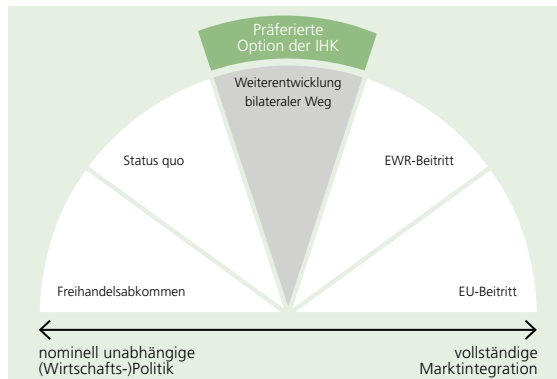 Präferierte
Option der IHK
Weiterentwicklung
bilateraler Weg
Status quo
EWR-Beitritt
Freihandelsabkommen
EU-Beitritt
nominell unabhängige
(Wirtschafts-)Politik
vollständige
Marktintegration